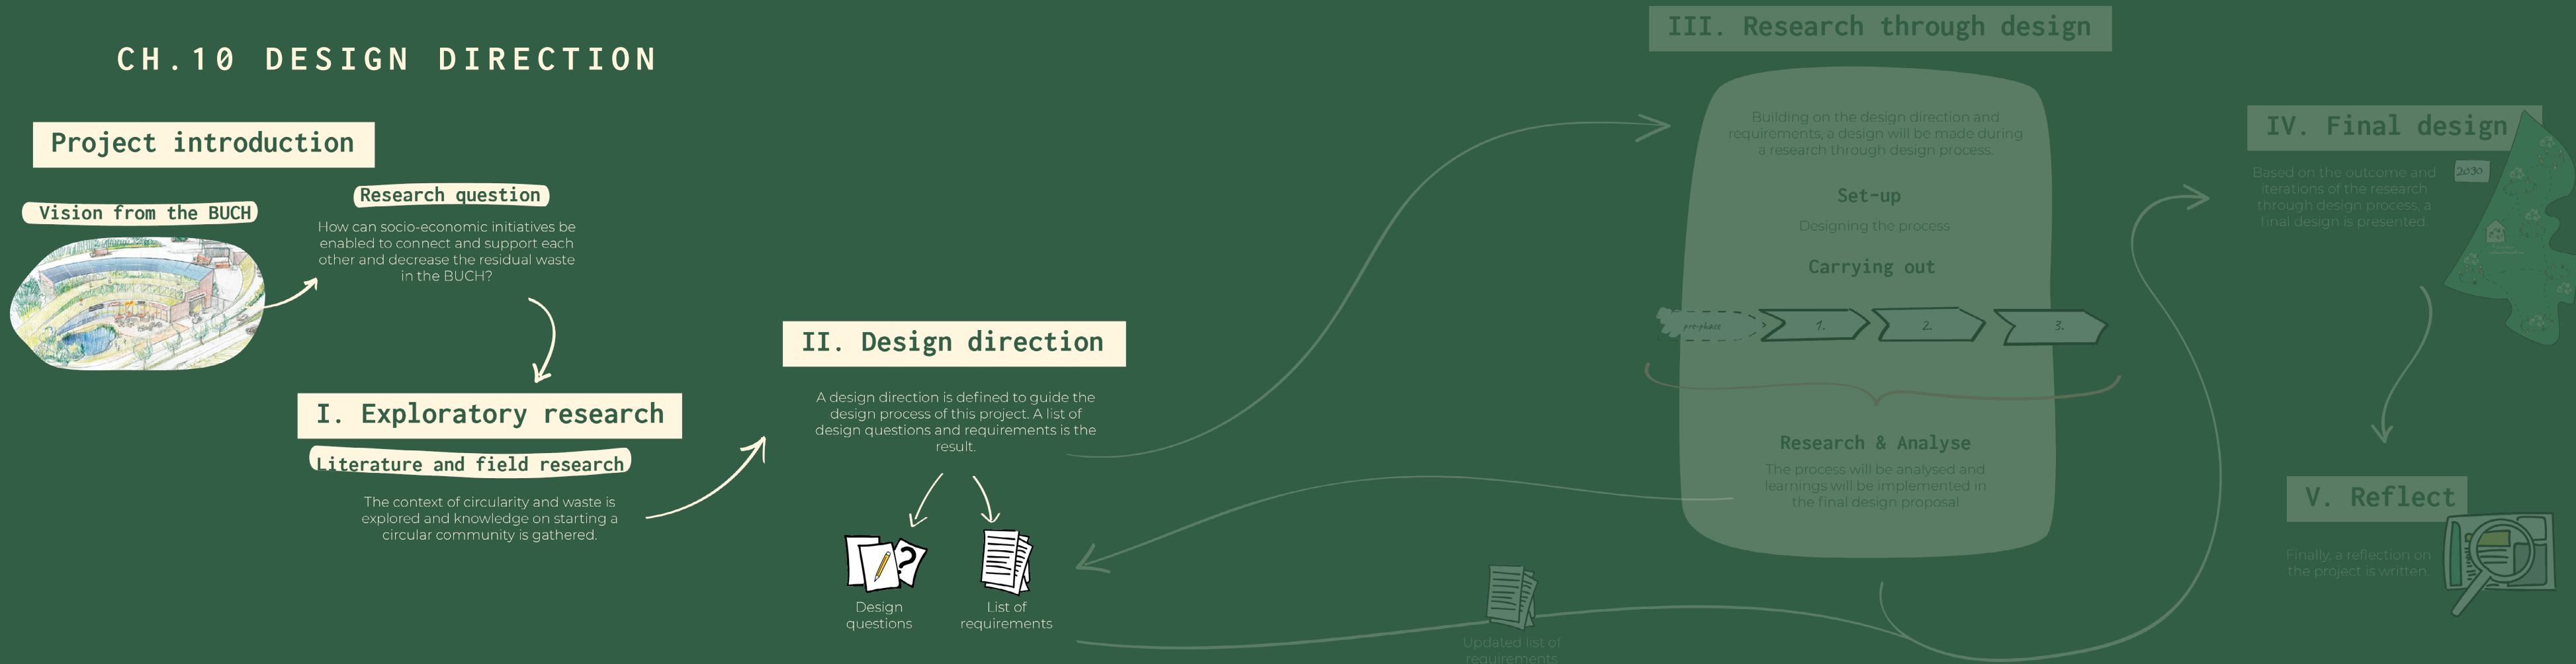 CH.10 DESIGN DIRECTION
Project introduction
Vision from the BUCH
Research question
How can socio-economic initiatives be
enabled to connect and support each
other and decrease the residual waste
in the BUCH?
I. Exploratory research
Literature and field research
The context of circularity and waste is
explored and knowledge on starting a
circular community is gathered.
II. Design direction
A design direction is defined to guide the
design process of this project. A list of
design questions and requirements is the
result.
?
Design
questions
List of
requirements
III. Research through design
Building on the design direction and
requirements, a design will be made during
a research through design process.
Set-up
Designing the process
Carrying out
pre-phase
1.
2.
3.
Research & Analyse
The process will be analysed and
learnings will be implemented in
the final design proposal
Updated list of
requirements
IV. Final design
Based on the outcome and
iterations of the research
through design process, a
final design is presented.
2030
V. Reflect
Finally, a reflection on
the project is written.